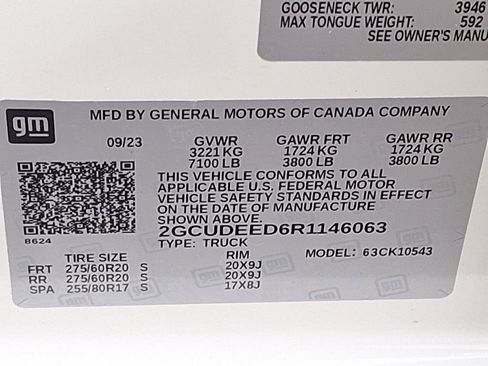 GOOSENECK TWR: 3946
MAX TONGUE WEIGHT: 592
SEE OWNER'S MANU
gm
MFD BY GENERAL MOTORS OF CANADA COMPANY
09/23 GVWR GAWR FRT GAWR RR
3221 KG 1724 KG 1724 KG
7100 LB 3800 LB 3800 LB
THIS VEHICLE CONFORMS TO ALL
APPLICABLE U.S. FEDERAL MOTOR
VEHICLE SAFETY STANDARDS IN EFFECT
ON THE DATE OF MANUFACTURE
SHOWN ABOVE.
2GCUDEED6R1146063
8624
TYPE: TRUCK
TIRE SIZE RIM MODEL: 63CK10543
FRT 275/60R20 S 20X9J
RR 275/60R20 S 20X9J
SPA 255/80R17 S 17X8J